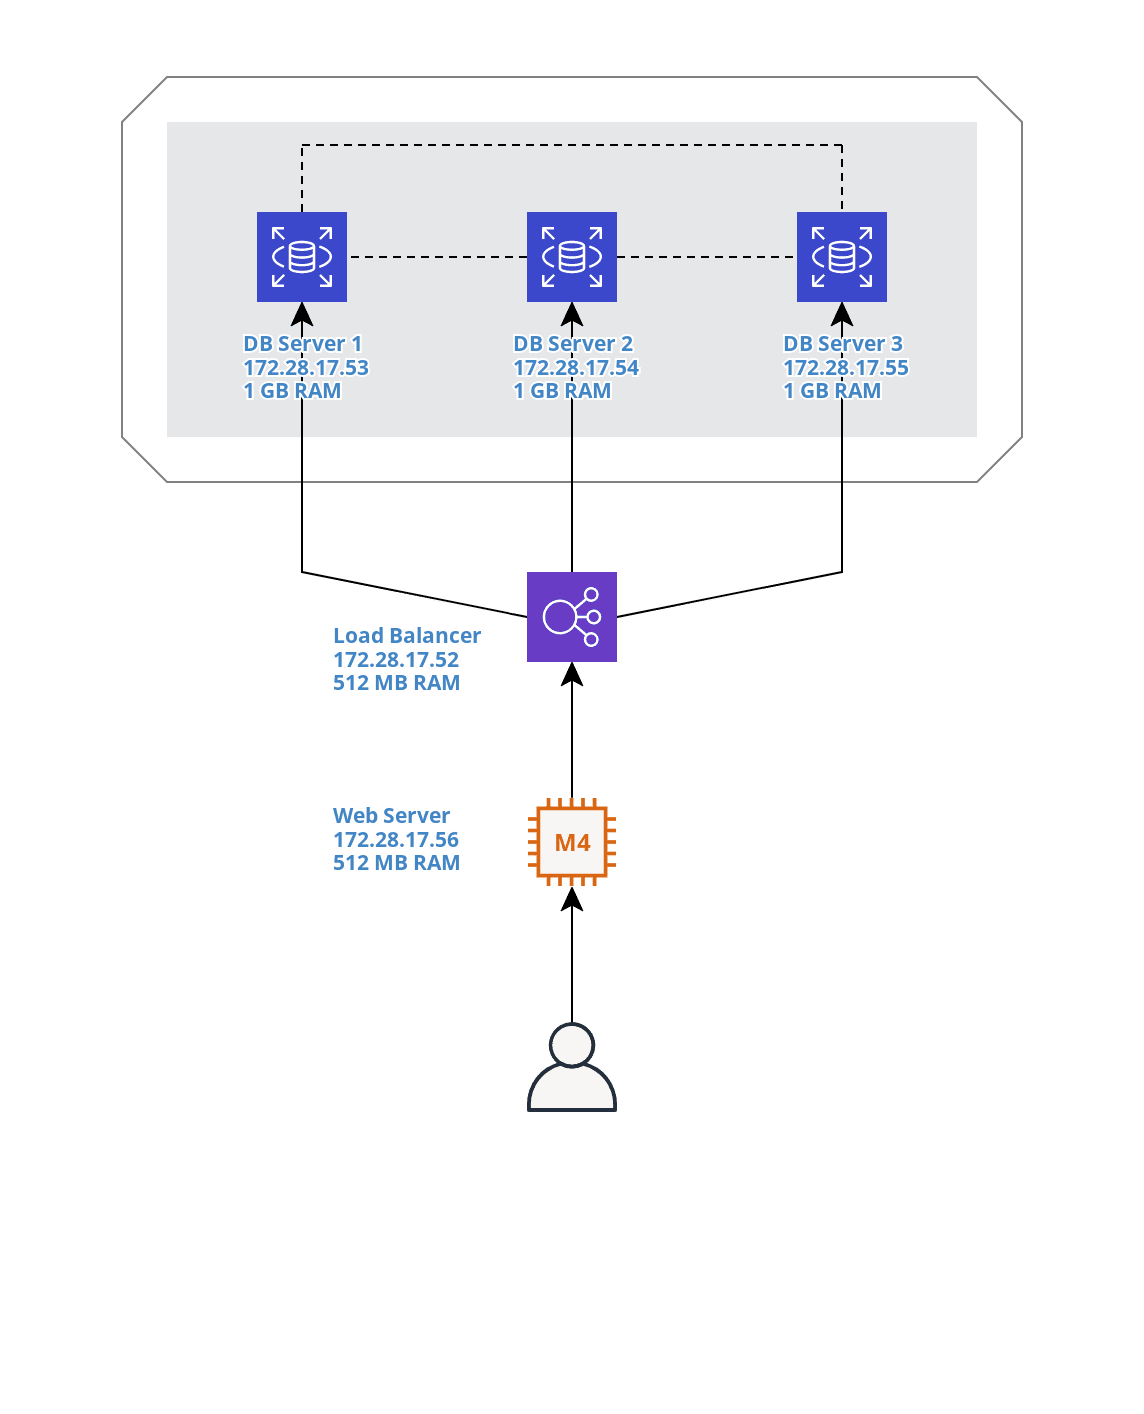 DB Server 1
172.28.17.53
1 GB RAM
DB Server 2
172.28.17.54
1 GB RAM
DB Server 3
172.28.17.55
1 GB RAM
Load Balancer
172.28.17.52
512 MB RAM
Web Server
172.28.17.56
512 MB RAM
M4